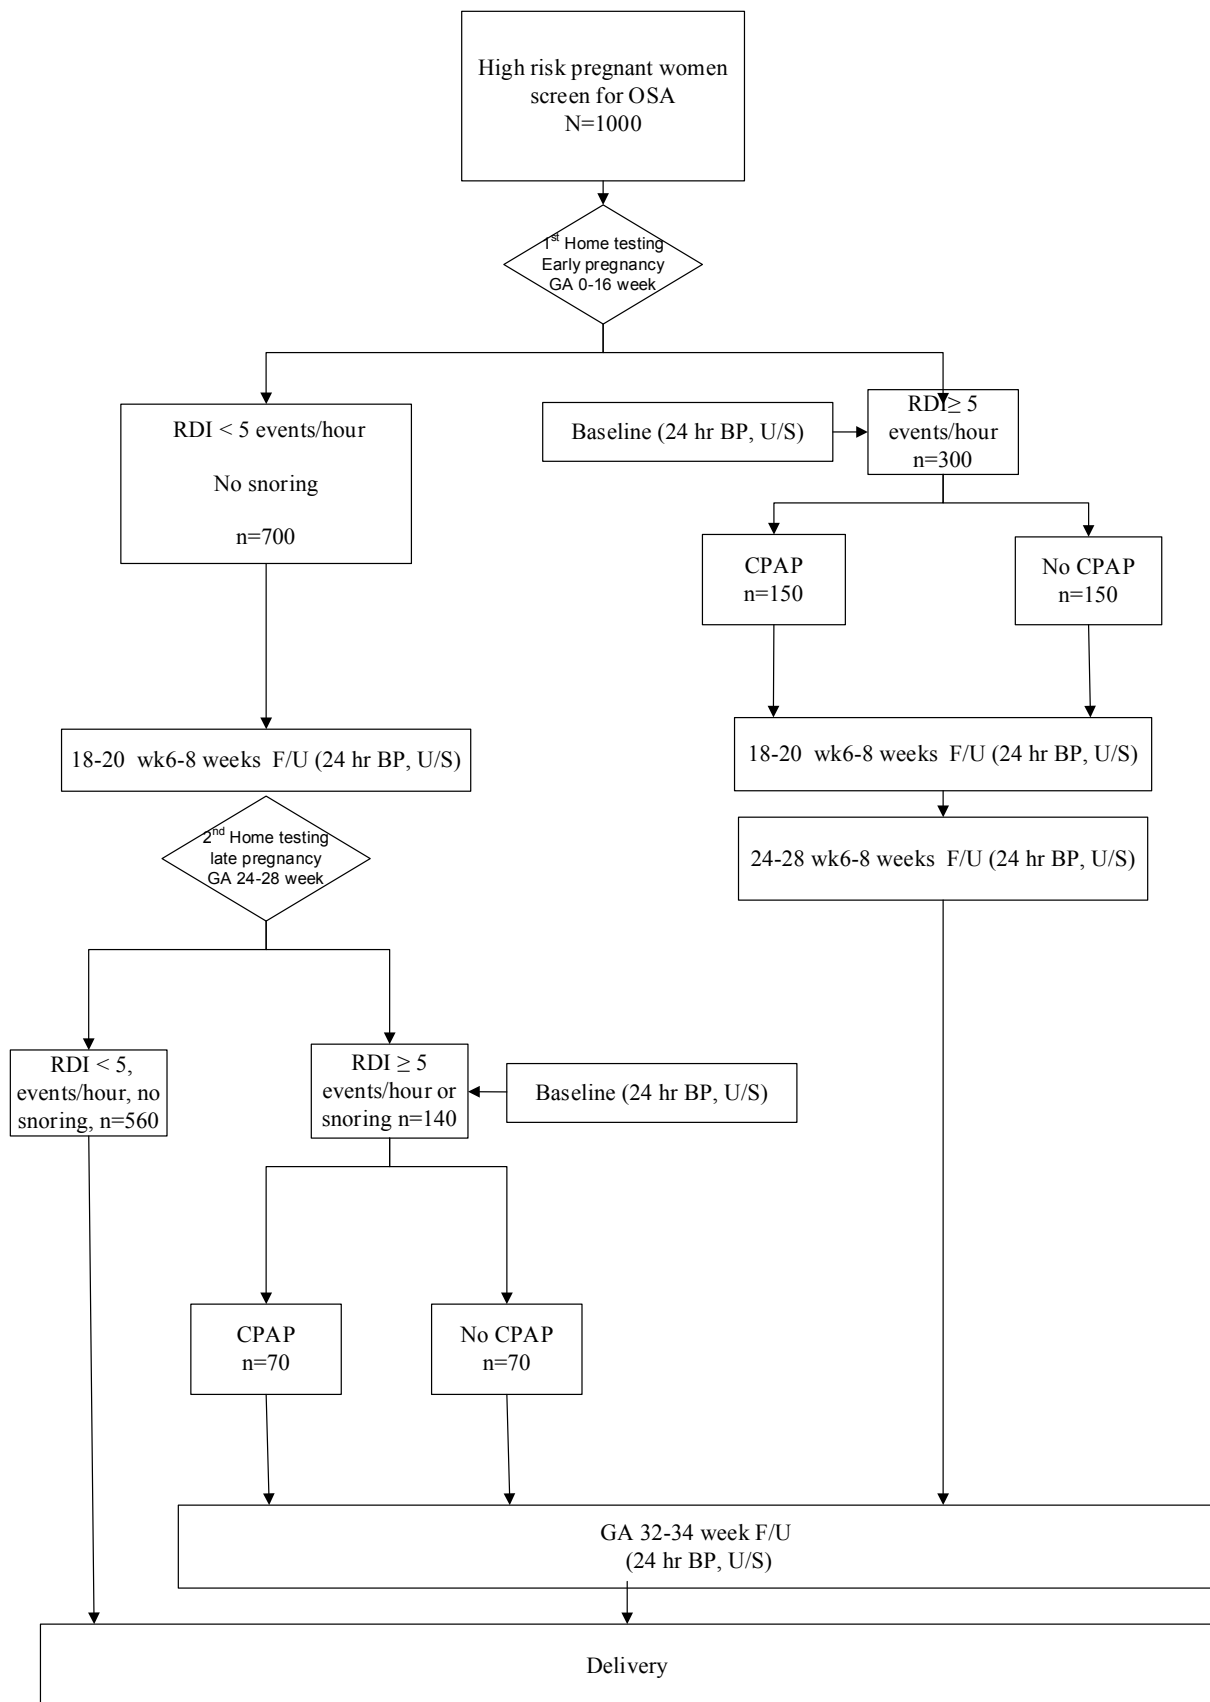 High risk pregnant women
screen for OSA
N=1000
1st Home testing
Early pregnancy
GA 0-16 week
RDI < 5 events/hour
No snoring
n=700
Baseline (24 hr BP, U/S)
RDI≥ 5
events/hour
n=300
CPAP
n=150
No CPAP
n=150
18-20 wk6-8 weeks F/U (24 hr BP, U/S)
18-20 wk6-8 weeks F/U (24 hr BP, U/S)
24-28 wk6-8 weeks F/U (24 hr BP, U/S)
2nd Home testing
late pregnancy
GA 24-28 week
RDI < 5,
events/hour, no
snoring, n=560
RDI ≥ 5
events/hour or
snoring n=140
Baseline (24 hr BP, U/S)
CPAP
n=70
No CPAP
n=70
GA 32-34 week F/U
(24 hr BP, U/S)
Delivery